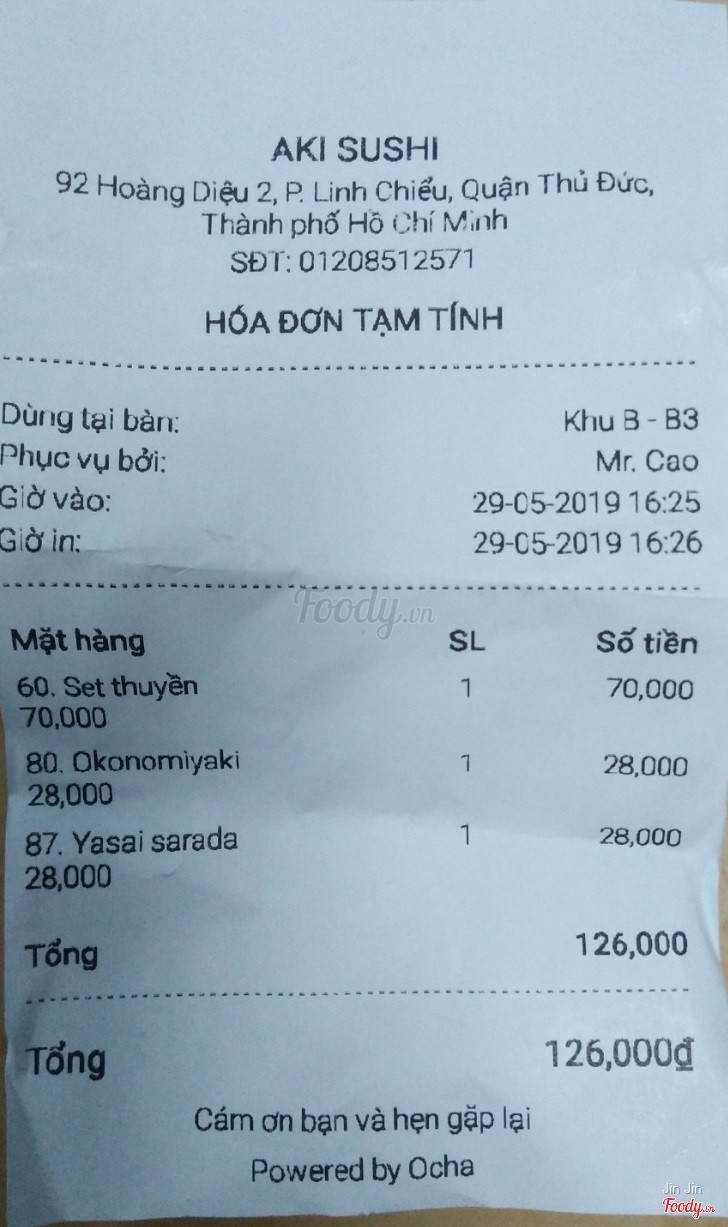 AKI SUSHI
92 Hoàng Diệu 2, P. Linh Chiểu, Quận Thủ Đức,
Thành phố Hồ Chí Minh
SĐT: 01208512571
HÓA ĐƠN TẠM TÍNH
Dùng tại bàn: Khu B - B3
Phục vụ bởi: Mr. Cao
Giờ vào: 29-05-2019 16:25
Giờ in: 29-05-2019 16:26
Foody.vn
Mặt hàng SL Số tiền
60. Set thuyền 1 70,000
70,000
80. Okonomiyaki 1 28,000
28,000
87. Yasai sarada 1 28,000
28,000
Tổng 126,000
Tổng 126,000₫
Cám ơn bạn và hẹn gặp lại
Powered by Ocha
Jin Jin
Foody.vn